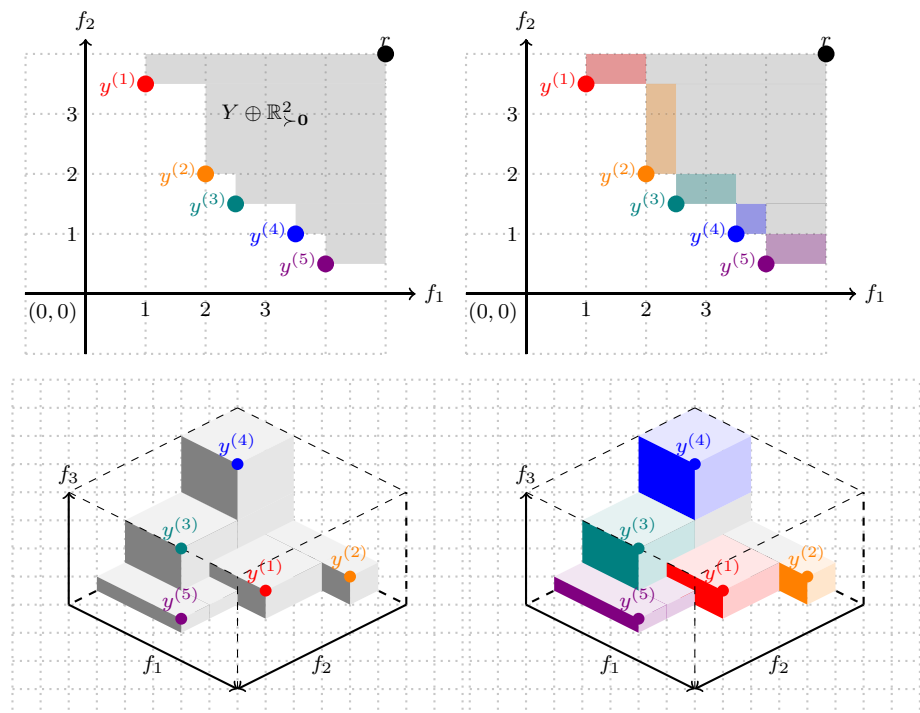 f₂
r
y⁽¹⁾
Y ⊕ ℝ²≻𝟎
3
y⁽²⁾
2
y⁽³⁾
y⁽⁴⁾
1
y⁽⁵⁾
f₁
(0, 0)
1 2 3
f₂
r
y⁽¹⁾
3
y⁽²⁾
2
y⁽³⁾
y⁽⁴⁾
1
y⁽⁵⁾
f₁
(0, 0)
1 2 3
y⁽⁴⁾
f₃
y⁽³⁾
y⁽²⁾
y⁽¹⁾
y⁽⁵⁾
f₁ f₂
y⁽⁴⁾
f₃
y⁽³⁾
y⁽²⁾
y⁽¹⁾
y⁽⁵⁾
f₁ f₂